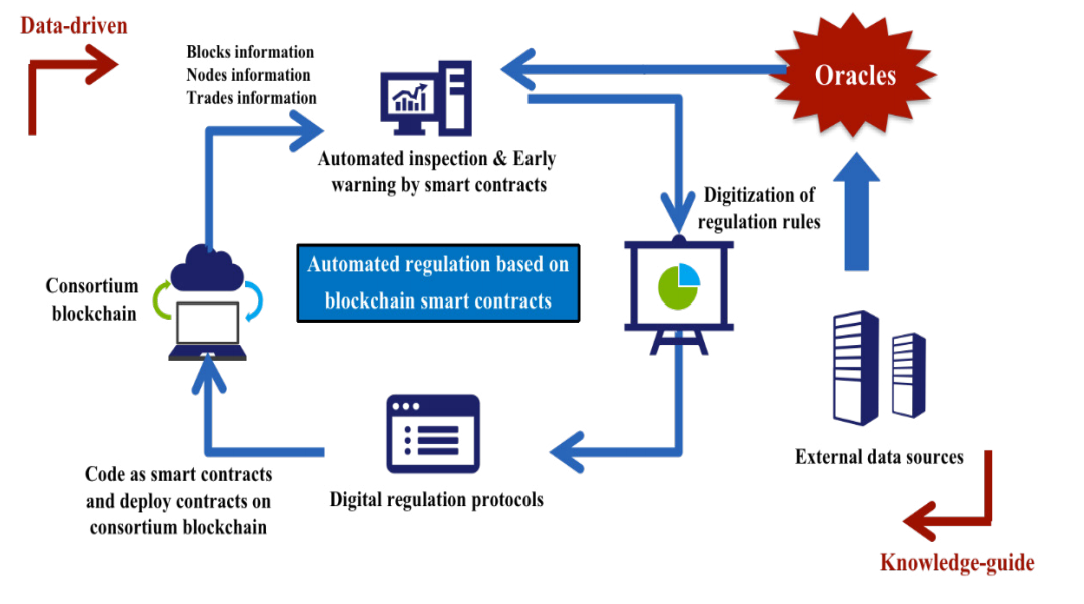 Data-driven
Blocks information
Nodes information
Trades information
Oracles
Automated inspection & Early
warning by smart contracts
Digitization of
regulation rules
Consortium
blockchain
Automated regulation based on
blockchain smart contracts
External data sources
Code as smart contracts
and deploy contracts on
consortium blockchain
Digital regulation protocols
Knowledge-guide